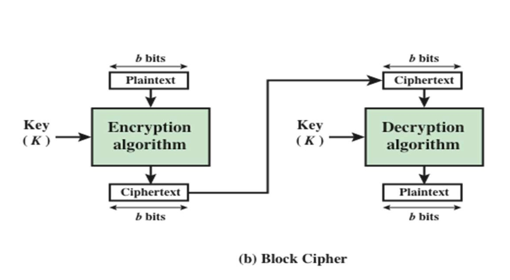 b bits
Plaintext
Key
(K)
Encryption
algorithm
Ciphertext
b bits
b bits
Ciphertext
Key
(K)
Decryption
algorithm
Plaintext
b bits
(b) Block Cipher